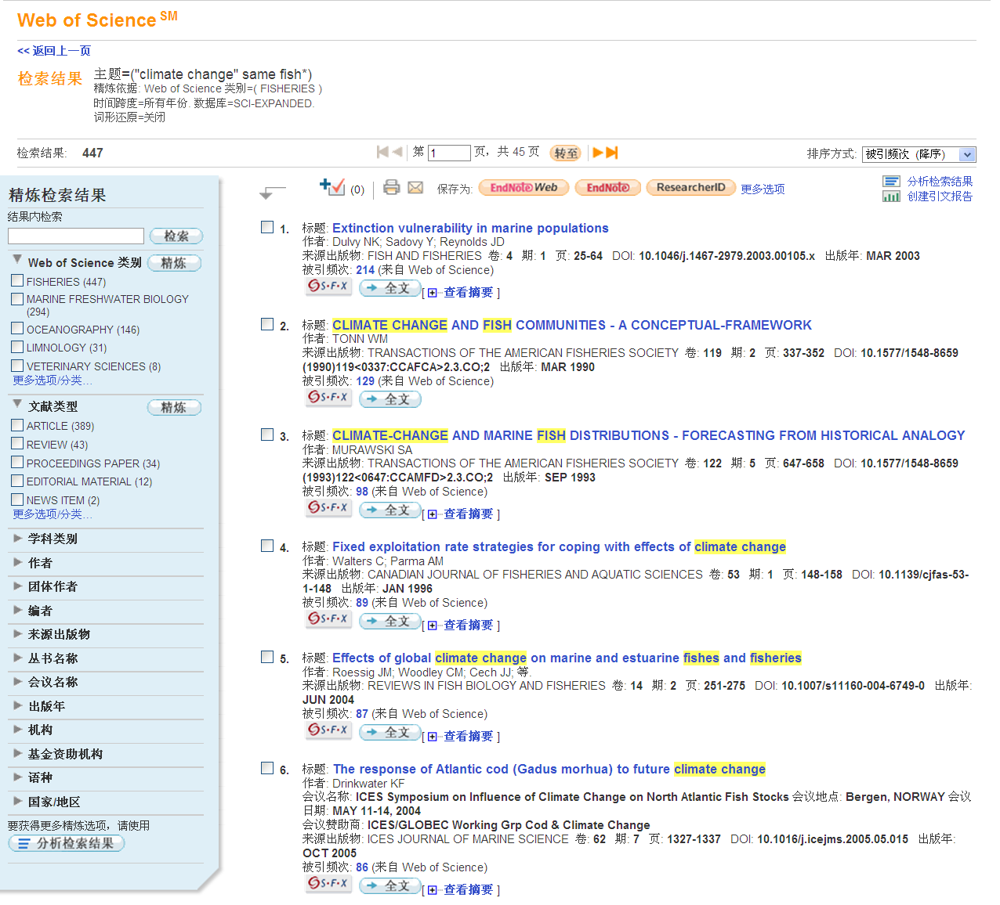 Web of Science SM
<< 返回上一页
检索结果
主题=("climate change" same fish*)
精炼依据: Web of Science 类别=( FISHERIES )
时间跨度=所有年份. 数据库=SCI-EXPANDED.
词形还原=关闭
检索结果: 447
第 1 页，共 45 页 转至
排序方式: 被引频次 (降序)
精炼检索结果
结果内检索
检索
Web of Science 类别 精炼
FISHERIES (447)
MARINE FRESHWATER BIOLOGY
(294)
OCEANOGRAPHY (146)
LIMNOLOGY (31)
VETERINARY SCIENCES (8)
更多选项/分类...
文献类型 精炼
ARTICLE (389)
REVIEW (43)
PROCEEDINGS PAPER (34)
EDITORIAL MATERIAL (12)
NEWS ITEM (2)
更多选项/分类...
学科类别
作者
团体作者
编者
来源出版物
丛书名称
会议名称
出版年
机构
基金资助机构
语种
国家/地区
要获得更多精炼选项，请使用
分析检索结果
(0) 保存为: EndNote Web EndNote ResearcherID 更多选项
分析检索结果
创建引文报告
1. 标题: Extinction vulnerability in marine populations
作者: Dulvy NK; Sadovy Y; Reynolds JD
来源出版物: FISH AND FISHERIES 卷: 4 期: 1 页: 25-64 DOI: 10.1046/j.1467-2979.2003.00105.x 出版年: MAR 2003
被引频次: 214 (来自 Web of Science)
S·F·X 全文 [ 查看摘要 ]
2. 标题: CLIMATE CHANGE AND FISH COMMUNITIES - A CONCEPTUAL-FRAMEWORK
作者: TONN WM
来源出版物: TRANSACTIONS OF THE AMERICAN FISHERIES SOCIETY 卷: 119 期: 2 页: 337-352 DOI: 10.1577/1548-8659
(1990)119<0337:CCAFCA>2.3.CO;2 出版年: MAR 1990
被引频次: 129 (来自 Web of Science)
S·F·X 全文
3. 标题: CLIMATE-CHANGE AND MARINE FISH DISTRIBUTIONS - FORECASTING FROM HISTORICAL ANALOGY
作者: MURAWSKI SA
来源出版物: TRANSACTIONS OF THE AMERICAN FISHERIES SOCIETY 卷: 122 期: 5 页: 647-658 DOI: 10.1577/1548-8659
(1993)122<0647:CCAMFD>2.3.CO;2 出版年: SEP 1993
被引频次: 98 (来自 Web of Science)
S·F·X 全文 [ 查看摘要 ]
4. 标题: Fixed exploitation rate strategies for coping with effects of climate change
作者: Walters C; Parma AM
来源出版物: CANADIAN JOURNAL OF FISHERIES AND AQUATIC SCIENCES 卷: 53 期: 1 页: 148-158 DOI: 10.1139/cjfas-53-
1-148 出版年: JAN 1996
被引频次: 89 (来自 Web of Science)
S·F·X 全文 [ 查看摘要 ]
5. 标题: Effects of global climate change on marine and estuarine fishes and fisheries
作者: Roessig JM; Woodley CM; Cech JJ; 等.
来源出版物: REVIEWS IN FISH BIOLOGY AND FISHERIES 卷: 14 期: 2 页: 251-275 DOI: 10.1007/s11160-004-6749-0 出版年:
JUN 2004
被引频次: 87 (来自 Web of Science)
S·F·X 全文 [ 查看摘要 ]
6. 标题: The response of Atlantic cod (Gadus morhua) to future climate change
作者: Drinkwater KF
会议名称: ICES Symposium on Influence of Climate Change on North Atlantic Fish Stocks 会议地点: Bergen, NORWAY 会议
日期: MAY 11-14, 2004
会议赞助商: ICES/GLOBEC Working Grp Cod & Climate Change
来源出版物: ICES JOURNAL OF MARINE SCIENCE 卷: 62 期: 7 页: 1327-1337 DOI: 10.1016/j.icejms.2005.05.015 出版年:
OCT 2005
被引频次: 86 (来自 Web of Science)
S·F·X 全文 [ 查看摘要 ]